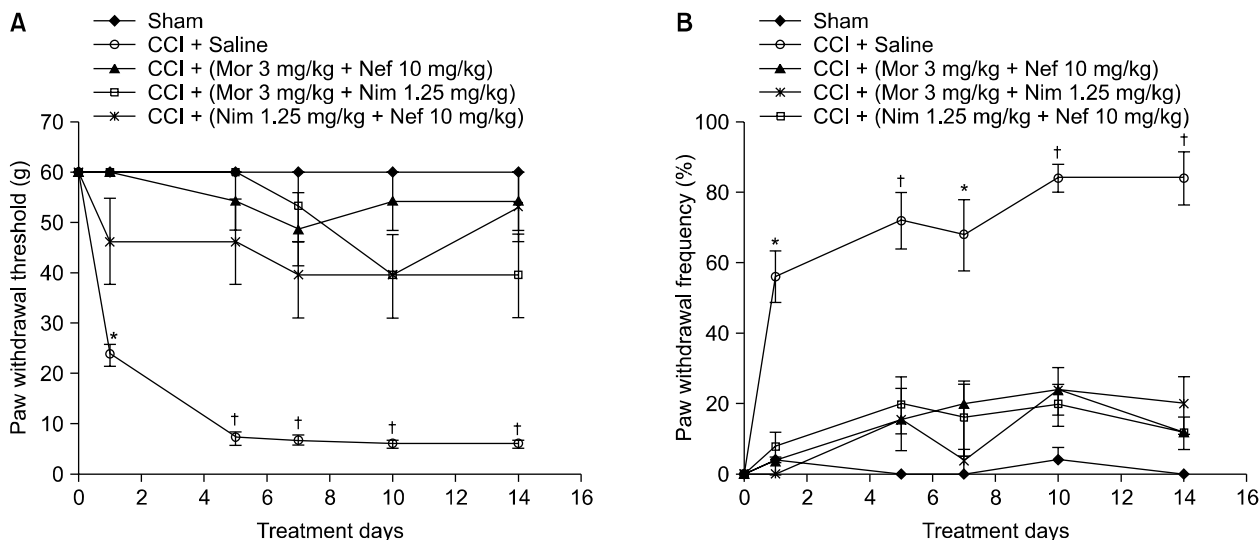 A
Sham
CCI + Saline
CCI + (Mor 3 mg/kg + Nef 10 mg/kg)
CCI + (Mor 3 mg/kg + Nim 1.25 mg/kg)
CCI + (Nim 1.25 mg/kg + Nef 10 mg/kg)
Paw withdrawal threshold (g)
70
60
50
40
30
20
10
0
*
†
†
†
†
0 2 4 6 8 10 12 14 16
Treatment days
B
Sham
CCI + Saline
CCI + (Mor 3 mg/kg + Nef 10 mg/kg)
CCI + (Mor 3 mg/kg + Nim 1.25 mg/kg)
CCI + (Nim 1.25 mg/kg + Nef 10 mg/kg)
Paw withdrawal frequency (%)
100
80
60
40
20
0
*
†
*
†
†
0 2 4 6 8 10 12 14 16
Treatment days